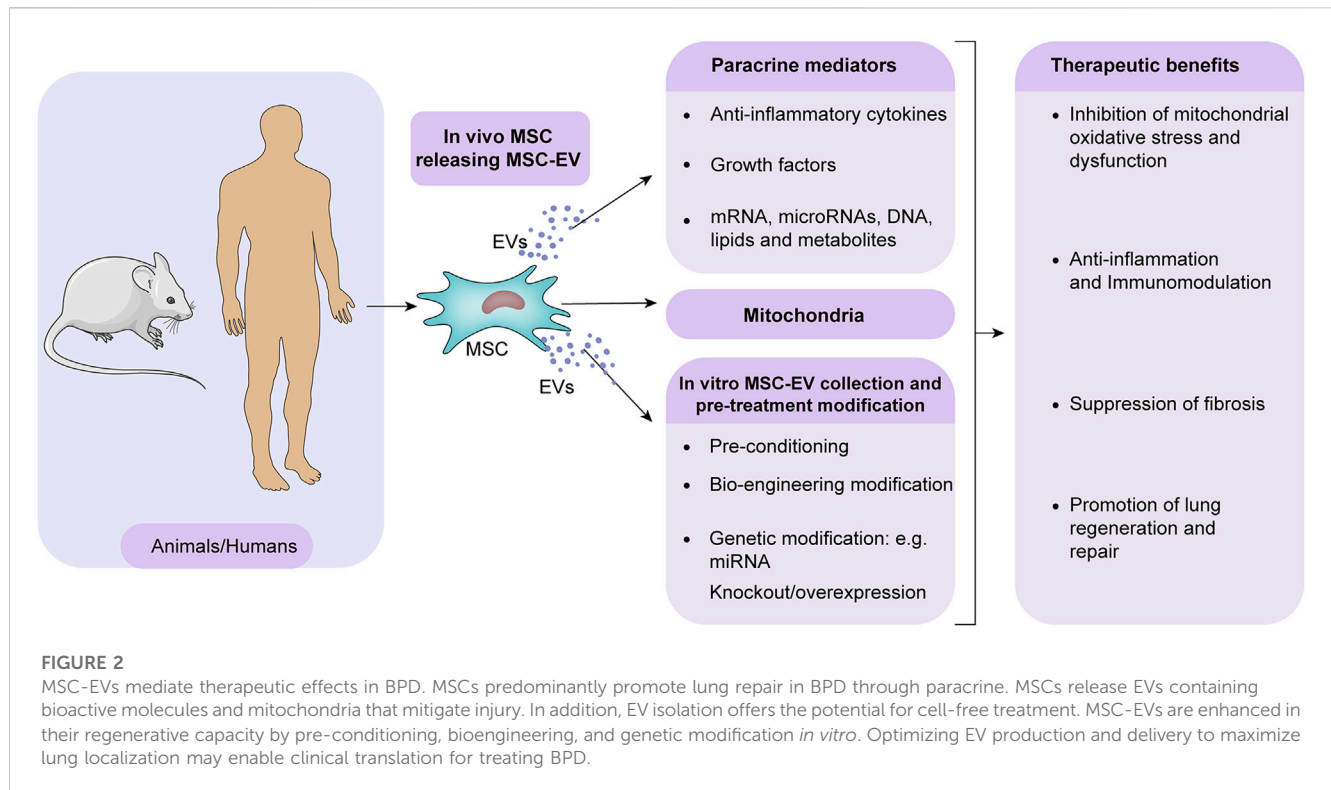 Animals/Humans
In vivo MSC
releasing MSC-EV
EVs
MSC
EVs
Paracrine mediators
• Anti-inflammatory cytokines
• Growth factors
• mRNA, microRNAs, DNA,
lipids and metabolites
Mitochondria
In vitro MSC-EV collection and
pre-treatment modification
• Pre-conditioning
• Bio-engineering modification
• Genetic modification: e.g.
miRNA
Knockout/overexpression
Therapeutic benefits
• Inhibition of mitochondrial
oxidative stress and
dysfunction
• Anti-inflammation
and Immunomodulation
• Suppression of fibrosis
• Promotion of lung
regeneration and
repair
FIGURE 2
MSC-EVs mediate therapeutic effects in BPD. MSCs predominantly promote lung repair in BPD through paracrine. MSCs release EVs containing
bioactive molecules and mitochondria that mitigate injury. In addition, EV isolation offers the potential for cell-free treatment. MSC-EVs are enhanced in
their regenerative capacity by pre-conditioning, bioengineering, and genetic modification in vitro. Optimizing EV production and delivery to maximize
lung localization may enable clinical translation for treating BPD.